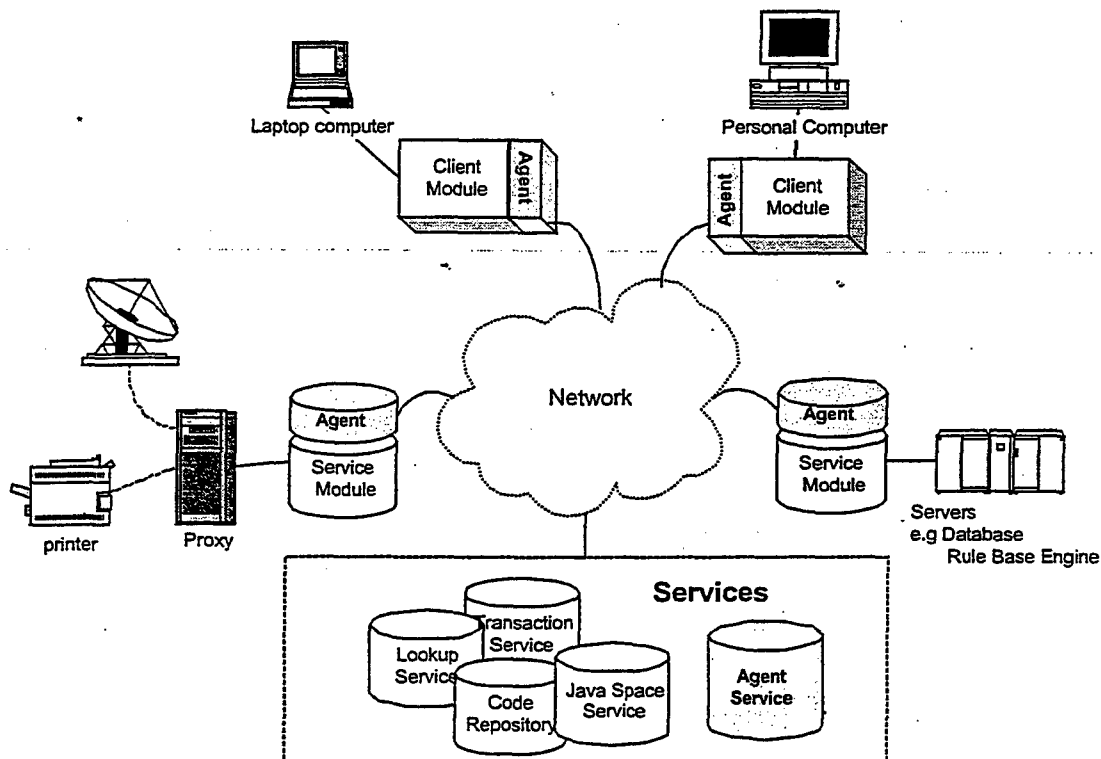 Laptop computer
Personal Computer
Client
Module
Agent
Agent
Client
Module
Network
Agent
Service
Module
Agent
Service
Module
printer
Proxy
Servers
e.g Database
Rule Base Engine
Services
Transaction
Service
Lookup
Service
Code
Repository
Java Space
Service
Agent
Service